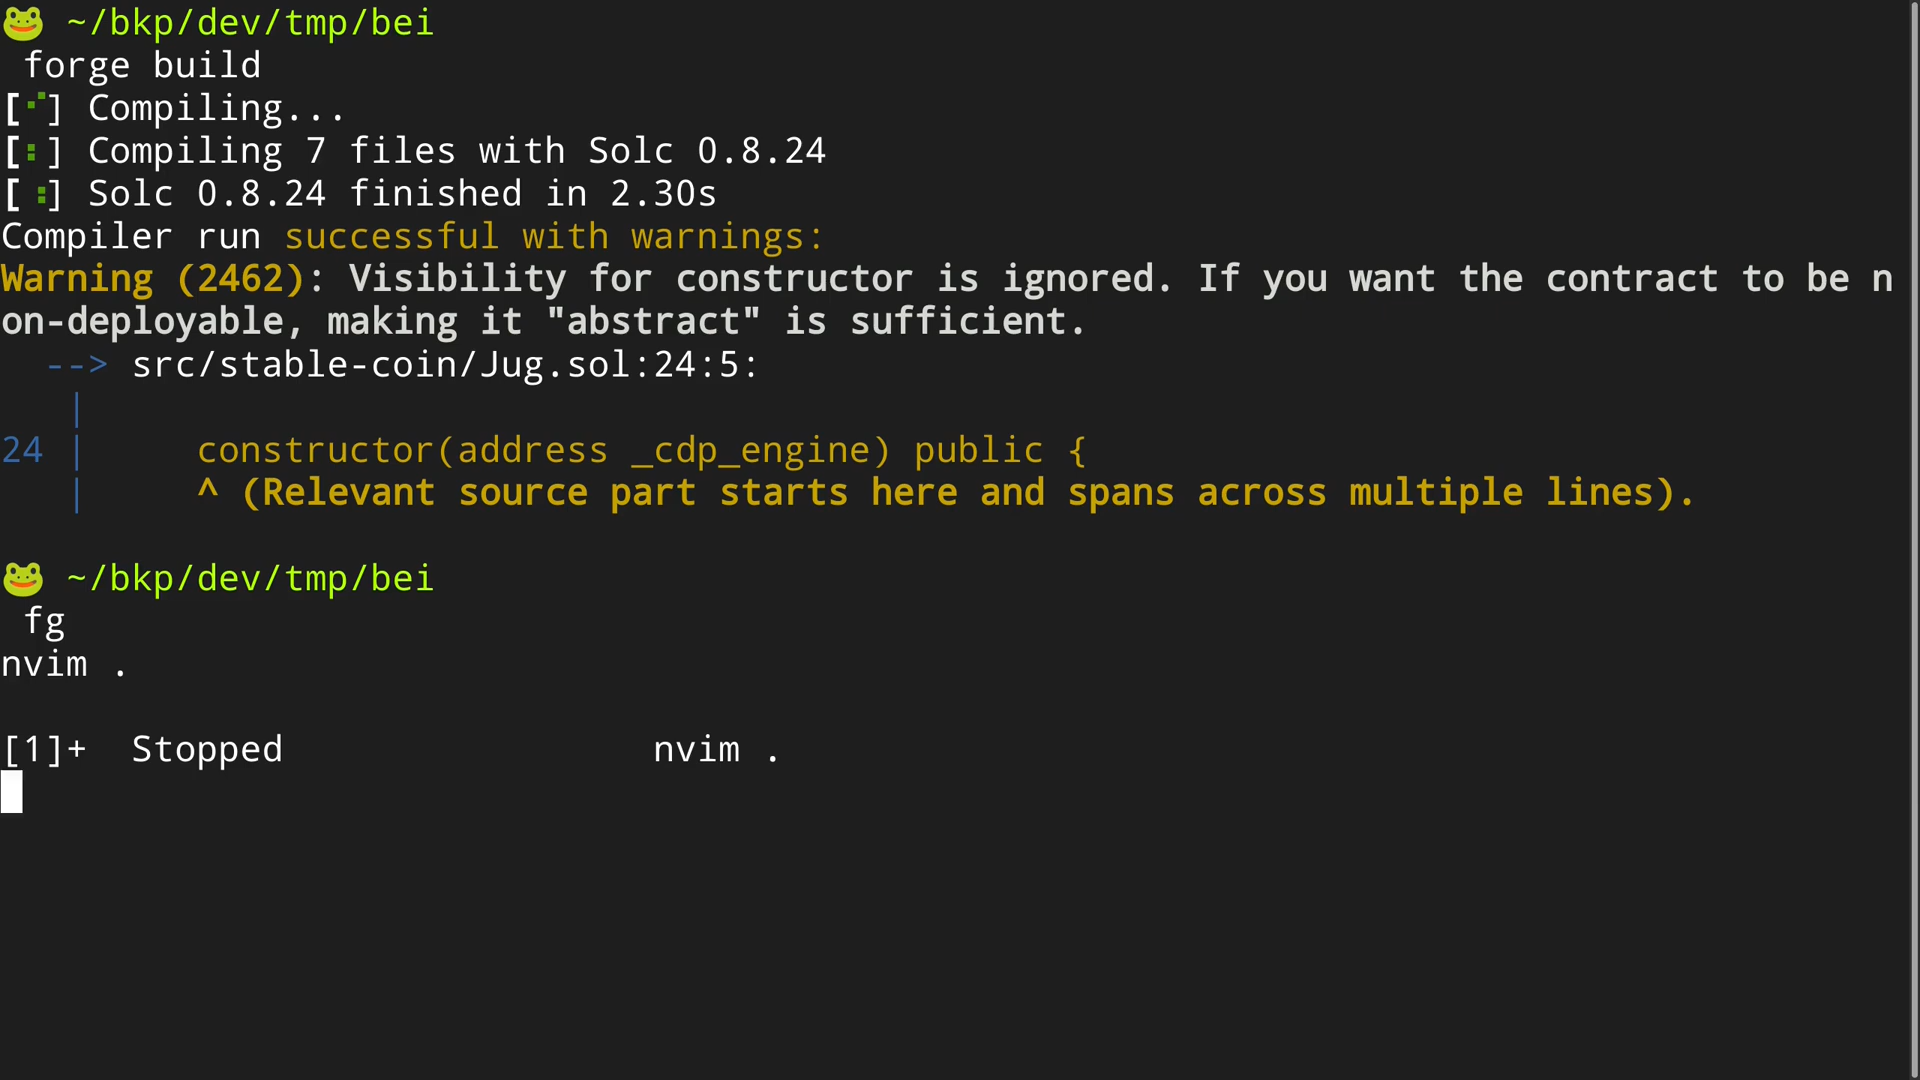 ~/bkp/dev/tmp/bei
forge build
[⠊] Compiling...
[⠃] Compiling 7 files with Solc 0.8.24
[⠘] Solc 0.8.24 finished in 2.30s
Compiler run successful with warnings:
Warning (2462): Visibility for constructor is ignored. If you want the contract to be n
on-deployable, making it "abstract" is sufficient.
--> src/stable-coin/Jug.sol:24:5:
|
24 | constructor(address _cdp_engine) public {
| ^ (Relevant source part starts here and spans across multiple lines).
~/bkp/dev/tmp/bei
fg
nvim .
[1]+ Stopped nvim .